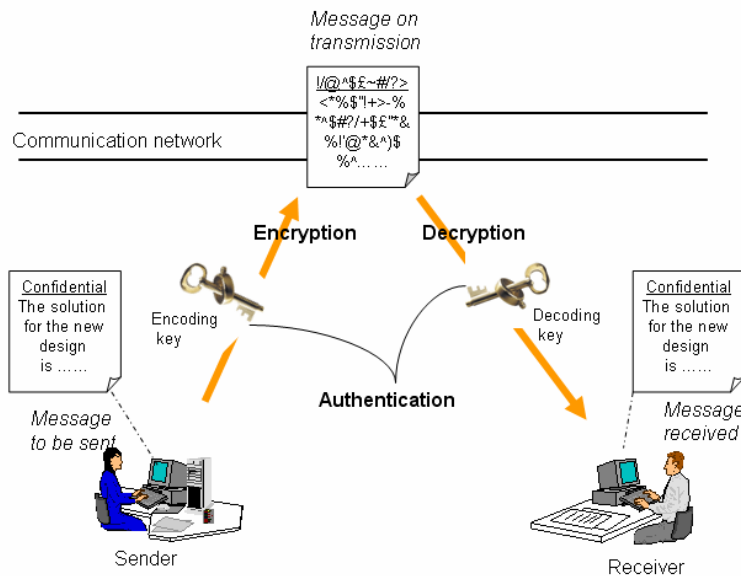 Message on
transmission
!/@^$£~#/?>
<*%$"!+>-%
*^$#?/+$£"*&
%!'@*&^)$
%^......
Communication network
Encryption
Decryption
Confidential
The solution
for the new
design
is ......
Encoding
key
Decoding
key
Confidential
The solution
for the new
design
is ......
Authentication
Message
to be sent
Message
received
Sender
Receiver